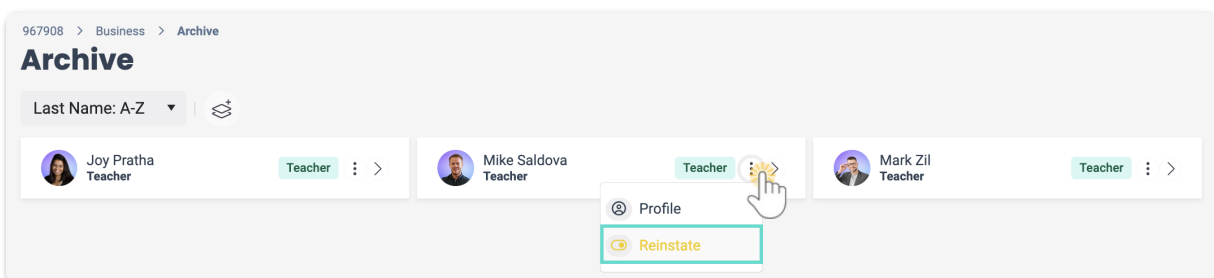 967908 > Business > Archive
Archive
Last Name: A-Z
Joy Pratha
Teacher
Teacher
Mike Saldova
Teacher
Teacher
Mark Zil
Teacher
Teacher
Profile
Reinstate